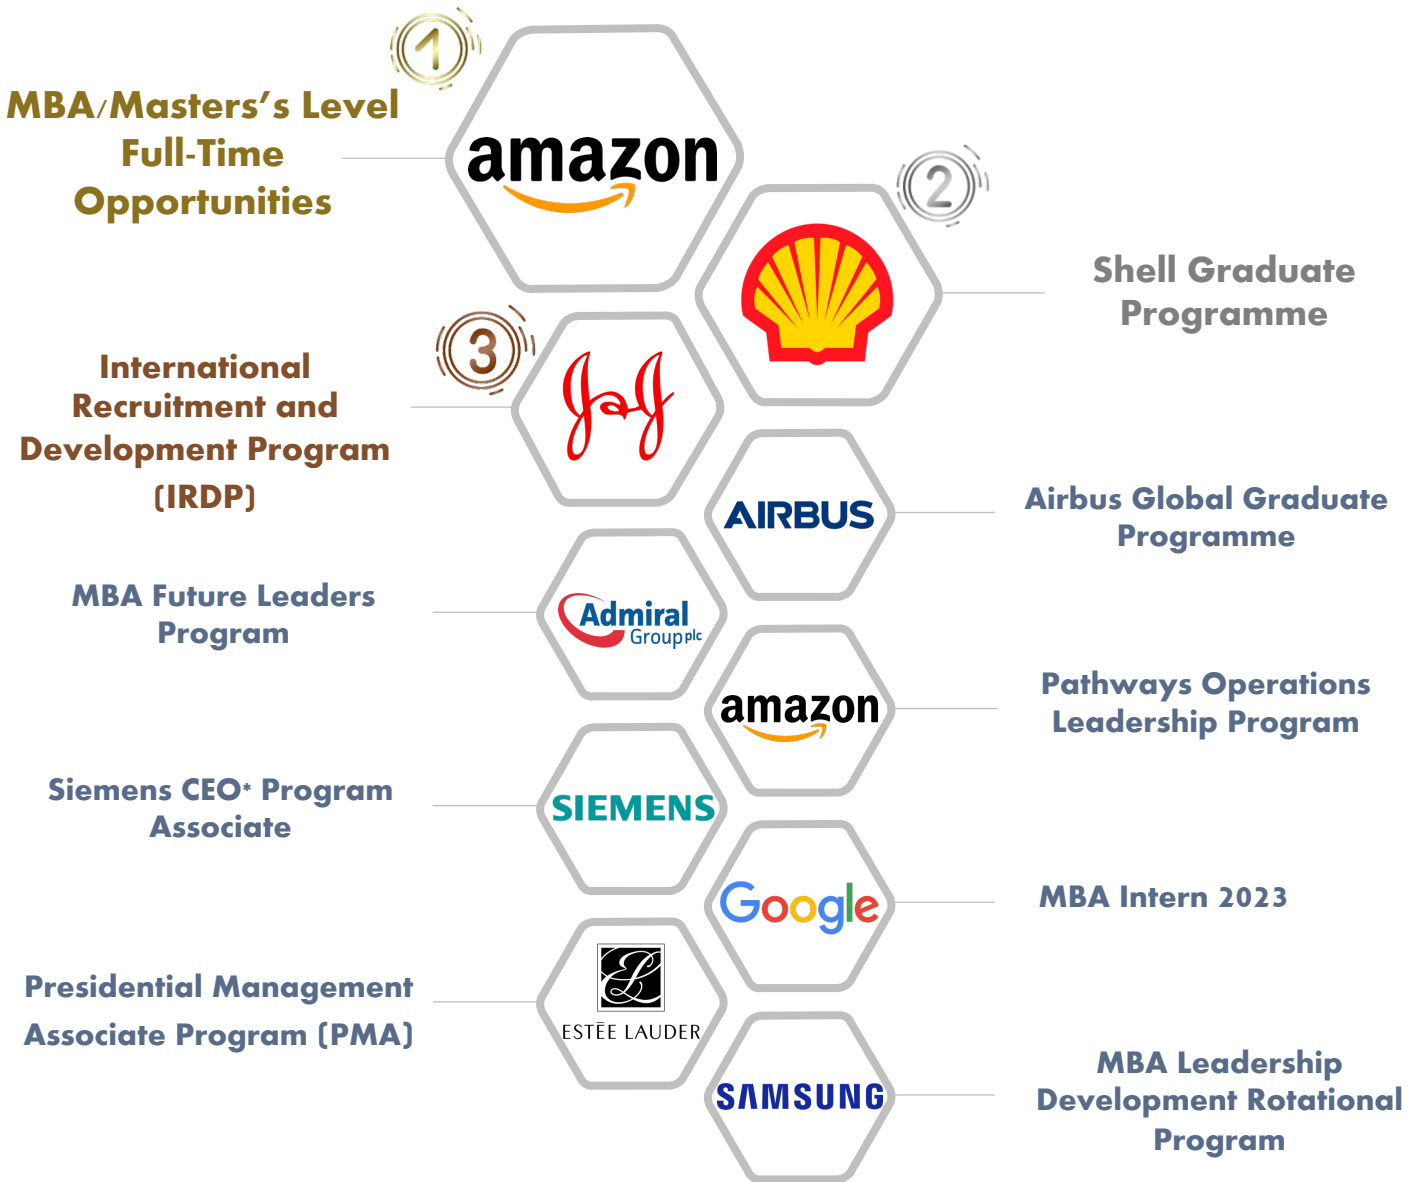 1
MBA/Masters's Level
Full-Time
Opportunities
amazon
2
Shell Graduate
Programme
3
International
Recruitment and
Development Program
(IRDP)
J&J
AIRBUS
Airbus Global Graduate
Programme
MBA Future Leaders
Program
Admiral
Group plc
amazon
Pathways Operations
Leadership Program
Siemens CEO* Program
Associate
SIEMENS
Google
MBA Intern 2023
Presidential Management
Associate Program (PMA)
EL
ESTĒE LAUDER
SAMSUNG
MBA Leadership
Development Rotational
Program